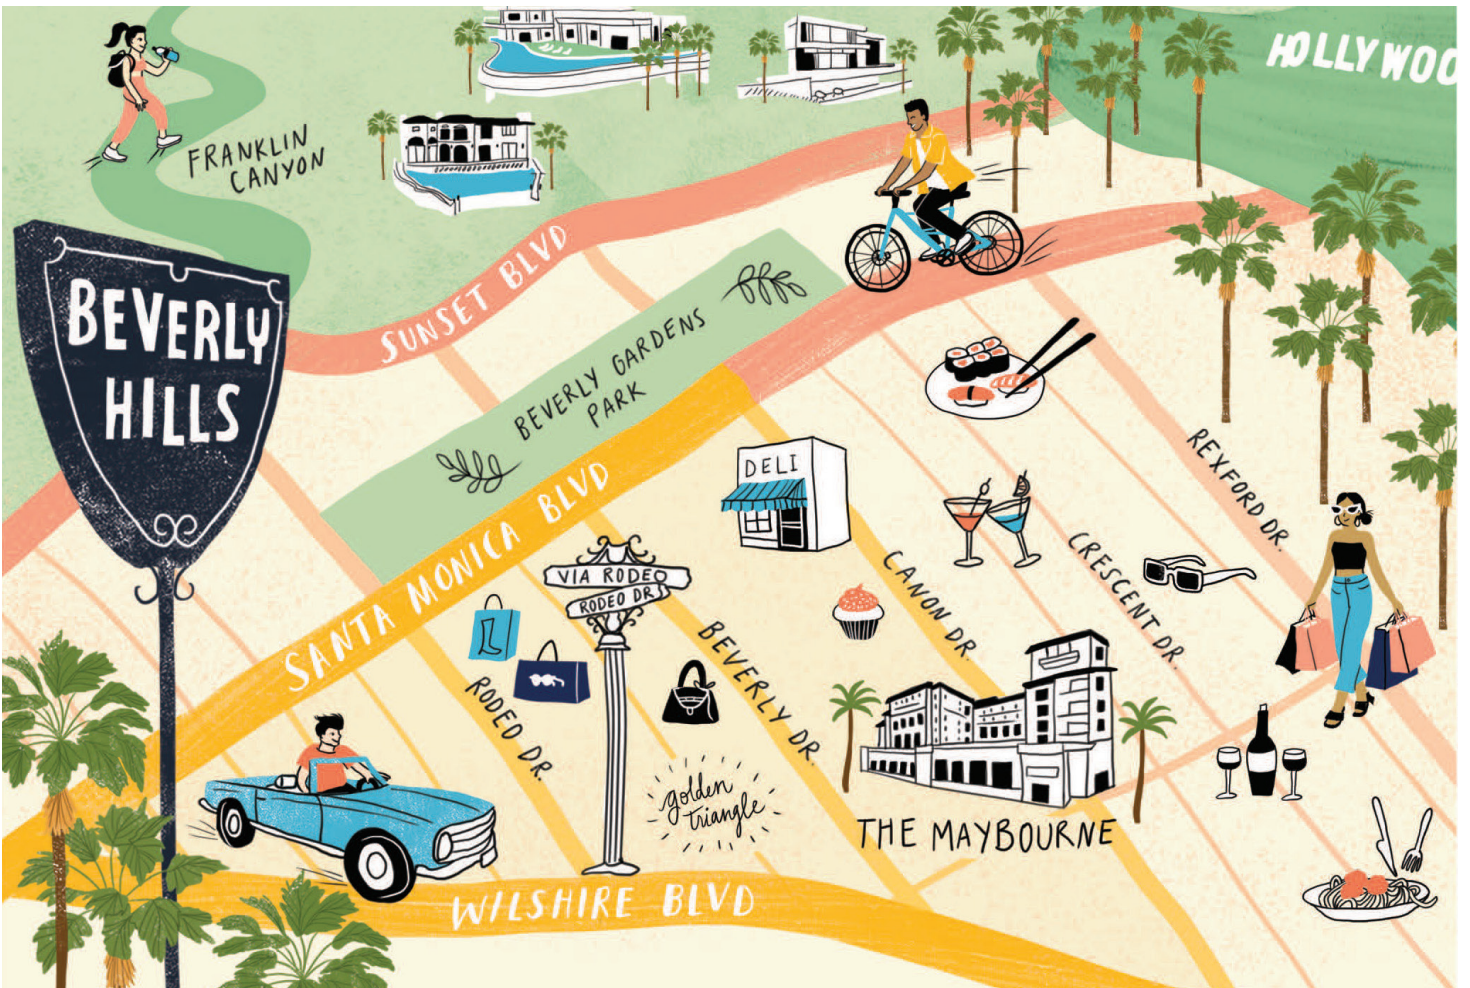 HOLLYWOO
FRANKLIN
CANYON
BEVERLY
HILLS
SUNSET BLVD
BEVERLY GARDENS
PARK
SANTA MONICA BLVD
DELI
REXFORD DR.
VIA RODEO
RODEO DR
CANON DR.
CRESCENT DR.
RODEO DR.
BEVERLY DR.
golden
triangle
THE MAYBOURNE
WILSHIRE BLVD